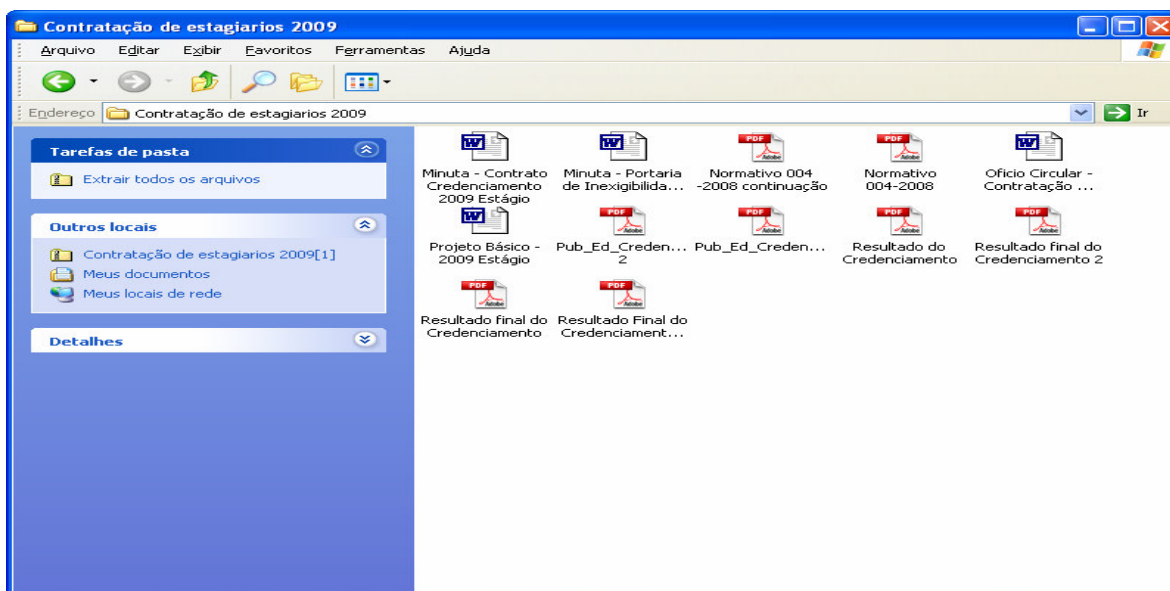 Contratação de estagiarios 2009
Arquivo Editar Exibir Favoritos Ferramentas Ajuda
Endereço Contratação de estagiarios 2009 Ir
Tarefas de pasta
Extrair todos os arquivos
Outros locais
Contratação de estagiarios 2009[1]
Meus documentos
Meus locais de rede
Detalhes
Minuta - Contrato
Credenciamento
2009 Estágio
Minuta - Portaria
de Inexigibilida...
Normativo 004
-2008 continuação
Normativo
004-2008
Oficio Circular -
Contratação ...
Projeto Básico -
2009 Estágio
Pub_Ed_Creden...
2
Pub_Ed_Creden...
Resultado do
Credenciamento
Resultado final do
Credenciamento 2
Resultado final do
Credenciamento
Resultado Final do
Credenciament...